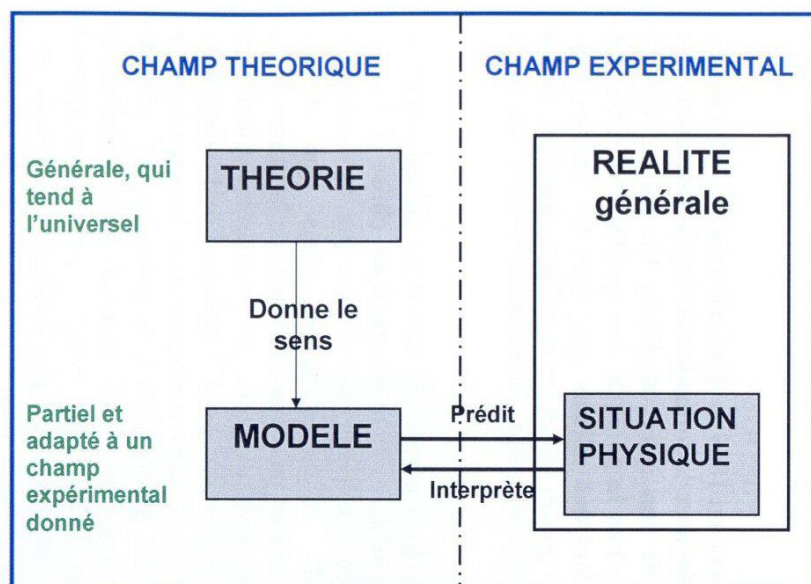 CHAMP THEORIQUE
CHAMP EXPERIMENTAL
Générale, qui
tend à
l'universel
THEORIE
REALITE
générale
Donne le
sens
Partiel et
adapté à un
champ
expérimental
donné
MODELE
Prédit
Interprète
SITUATION
PHYSIQUE